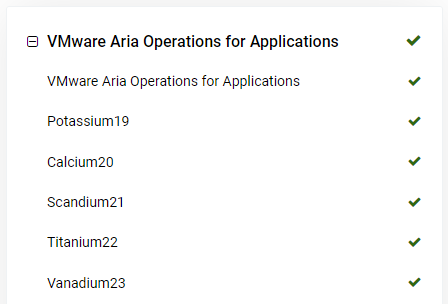 VMware Aria Operations for Applications
VMware Aria Operations for Applications
Potassium19
Calcium20
Scandium21
Titanium22
Vanadium23